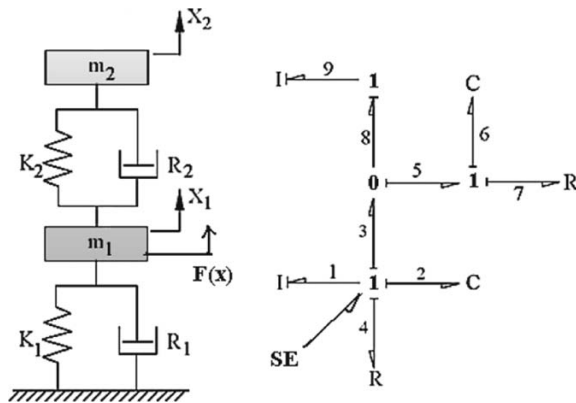 X₂
m₂
K₂
R₂
X₁
m₁
F(x)
K₁
R₁
I 9 1 C
8 6
0 5 1 7 R
3
I 1 1 2 C
4
SE
R